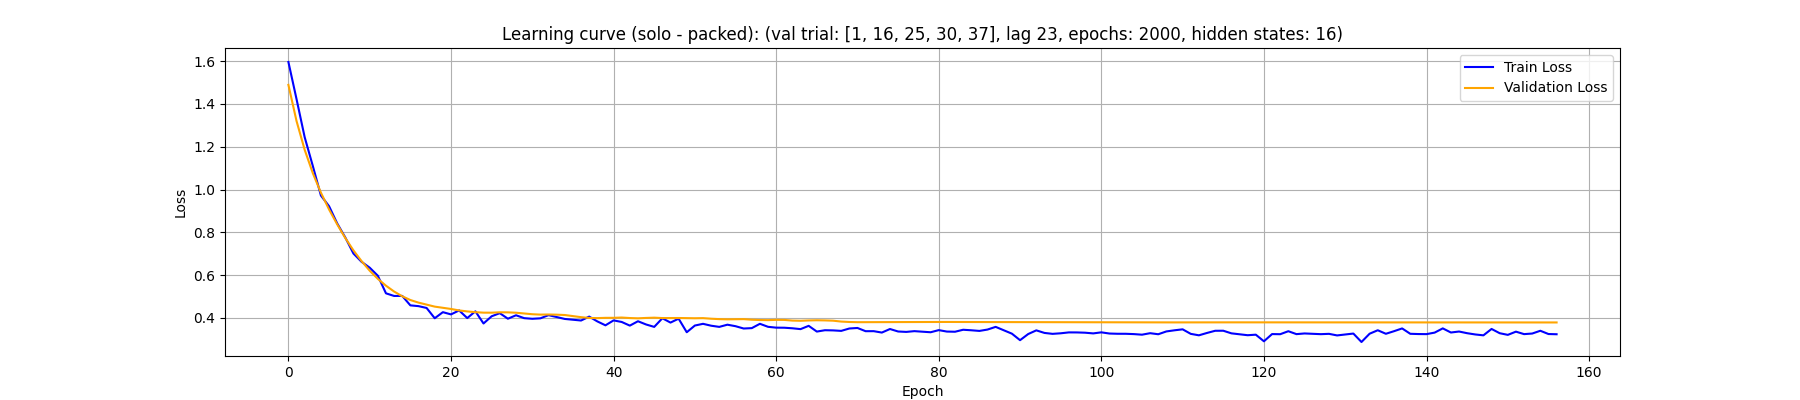 Learning curve (solo - packed): (val trial: [1, 16, 25, 30, 37], lag 23, epochs: 2000, hidden states: 16)
Train Loss
Validation Loss
1.6
1.4
1.2
1.0
0.8
0.6
0.4
Loss
0 20 40 60 80 100 120 140 160
Epoch